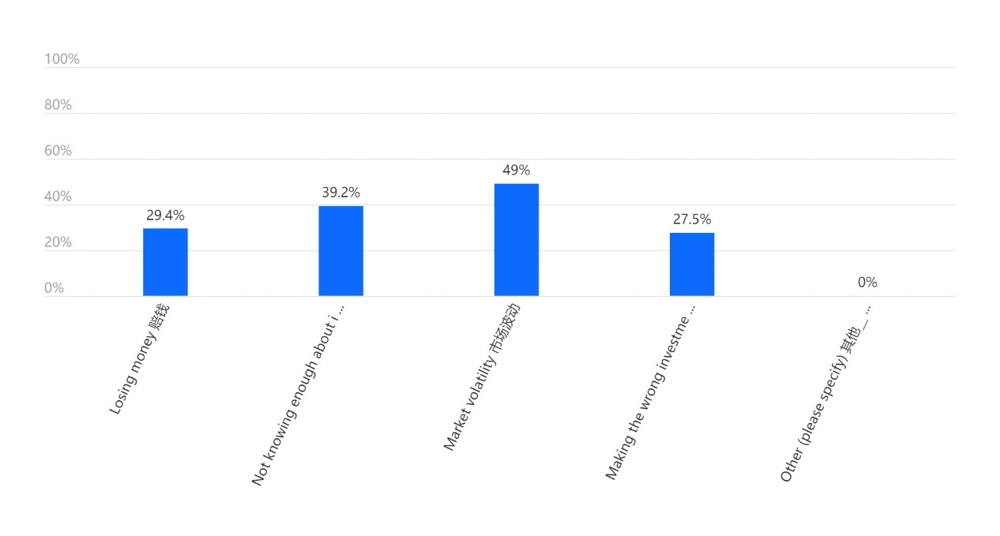 100%
80%
60%
40%
20%
0%
29.4%
39.2%
49%
27.5%
0%
Losing money 赔钱
Not knowing enough about i ...
Market volatility 市场波动
Making the wrong investme ...
Other (please specify) 其他__ ...